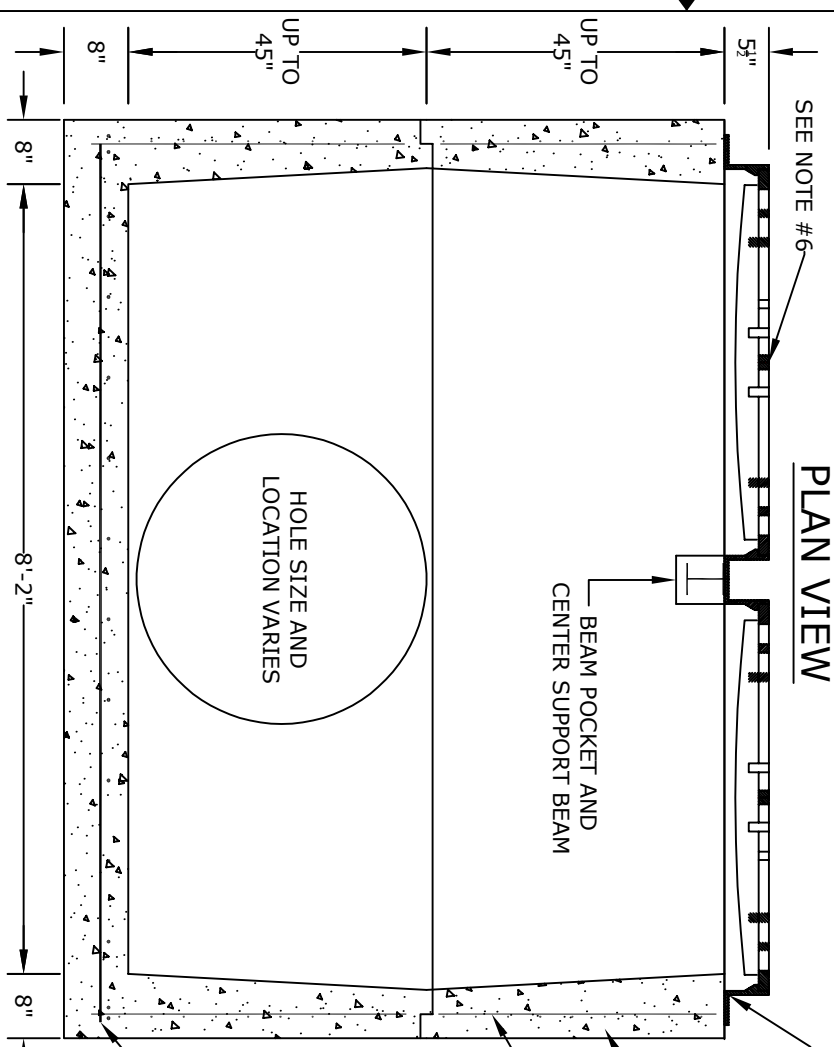 PLAN VIEW
SEE NOTE #6
5½"
UP TO
45"
UP TO
45"
8"
BEAM POCKET AND
CENTER SUPPORT BEAM
HOLE SIZE AND
LOCATION VARIES
8"
8'-2"
8"